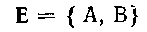 E = { A, B}